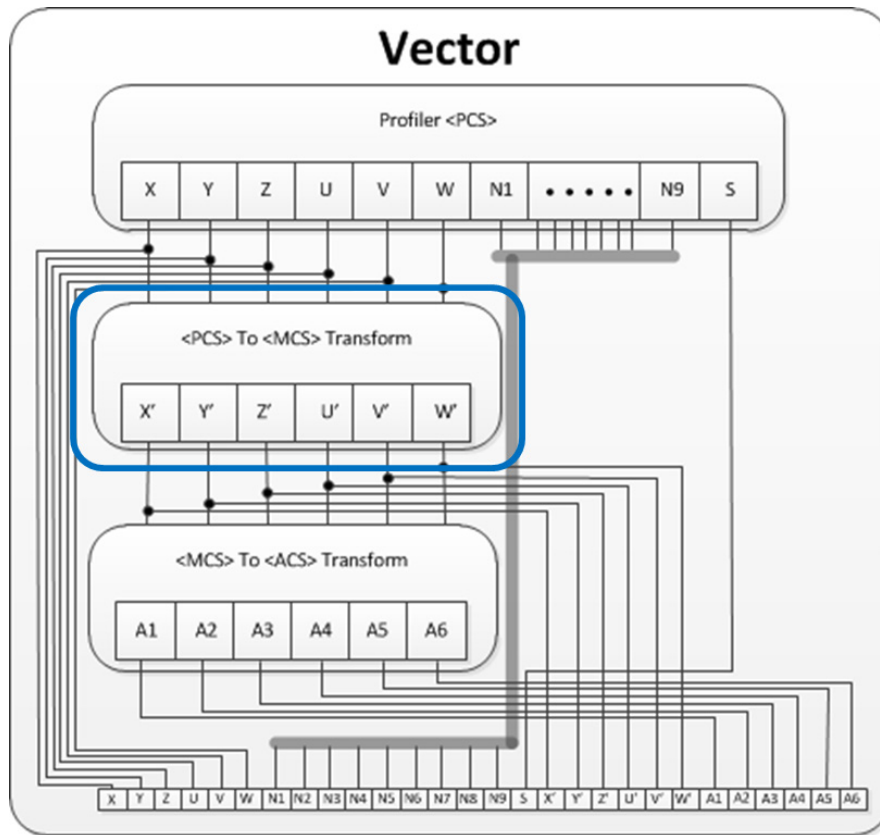 Vector
Profiler <PCS>
X Y Z U V W N1 • • • • • N9 S
<PCS> To <MCS> Transform
X' Y' Z' U' V' W'
<MCS> To <ACS> Transform
A1 A2 A3 A4 A5 A6
X Y Z U V W N1 N2 N3 N4 N5 N6 N7 N8 N9 S X' Y' Z' U' V' W' A1 A2 A3 A4 A5 A6